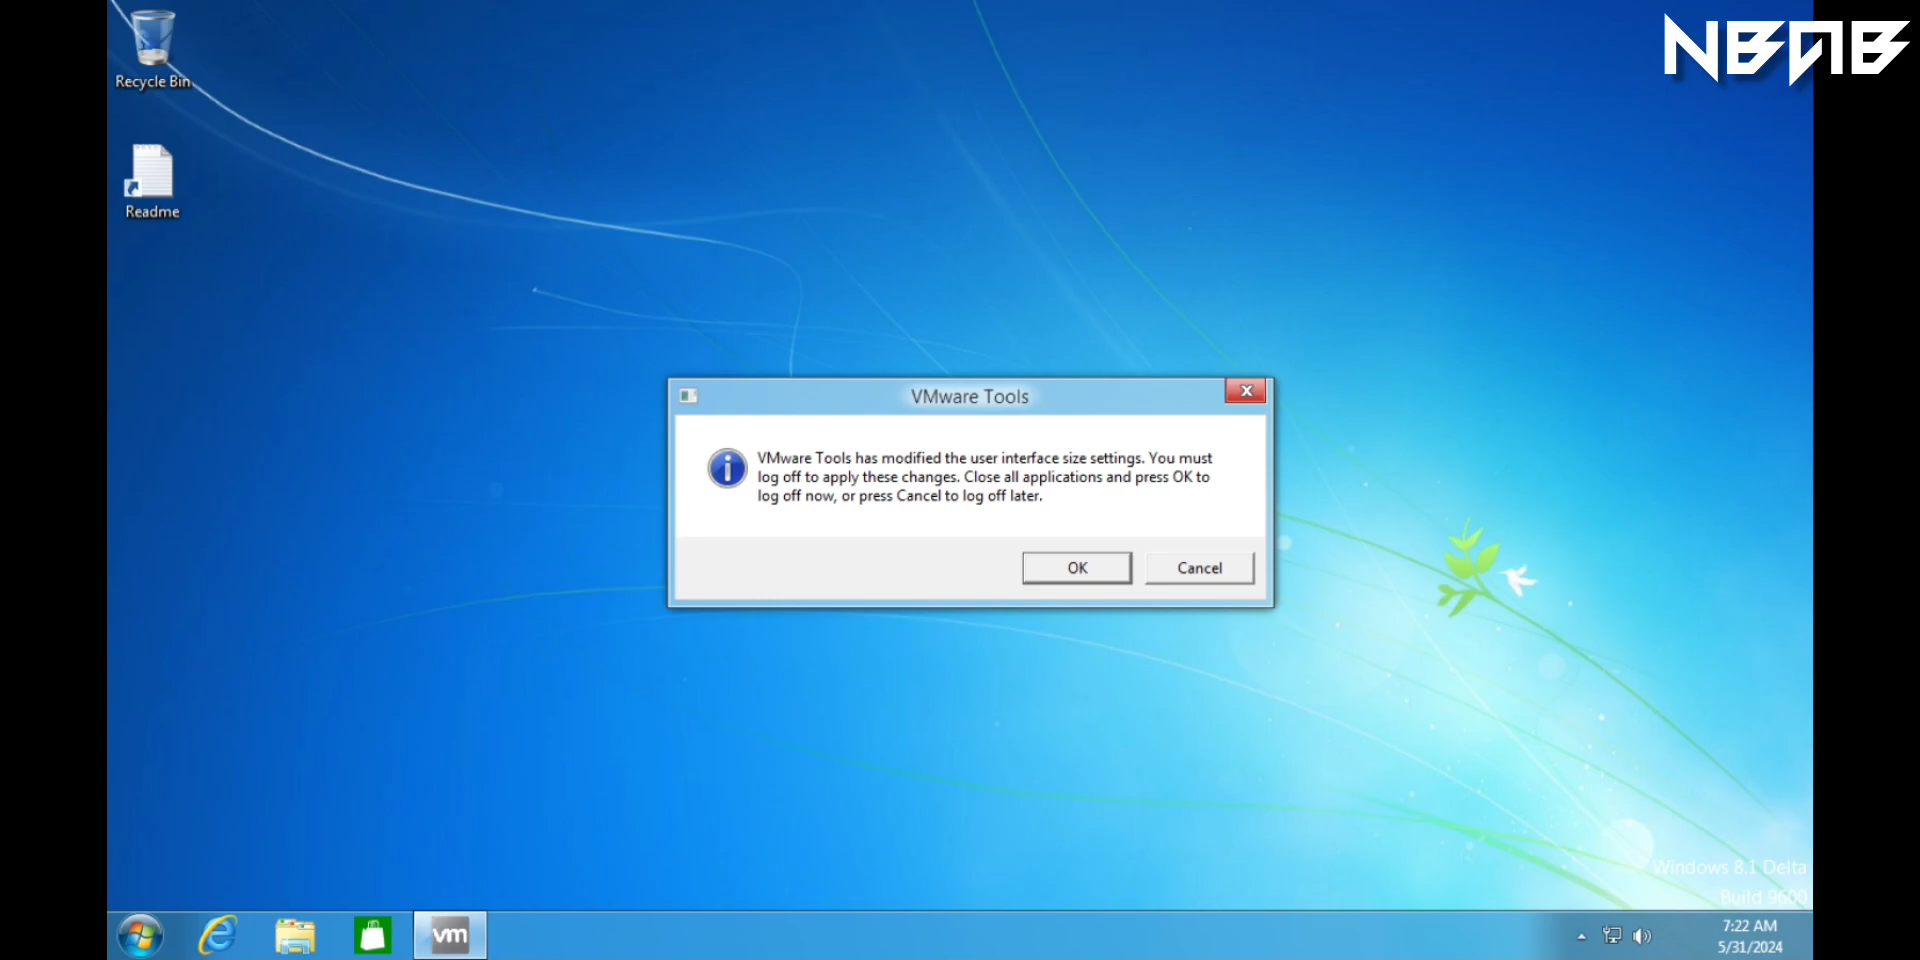 NBAB
Recycle Bin
Readme
VMware Tools
VMware Tools has modified the user interface size settings. You must
log off to apply these changes. Close all applications and press OK to
log off now, or press Cancel to log off later.
OK
Cancel
Windows 8.1 Delta
Build 9600
vm
7:22 AM
5/31/2024